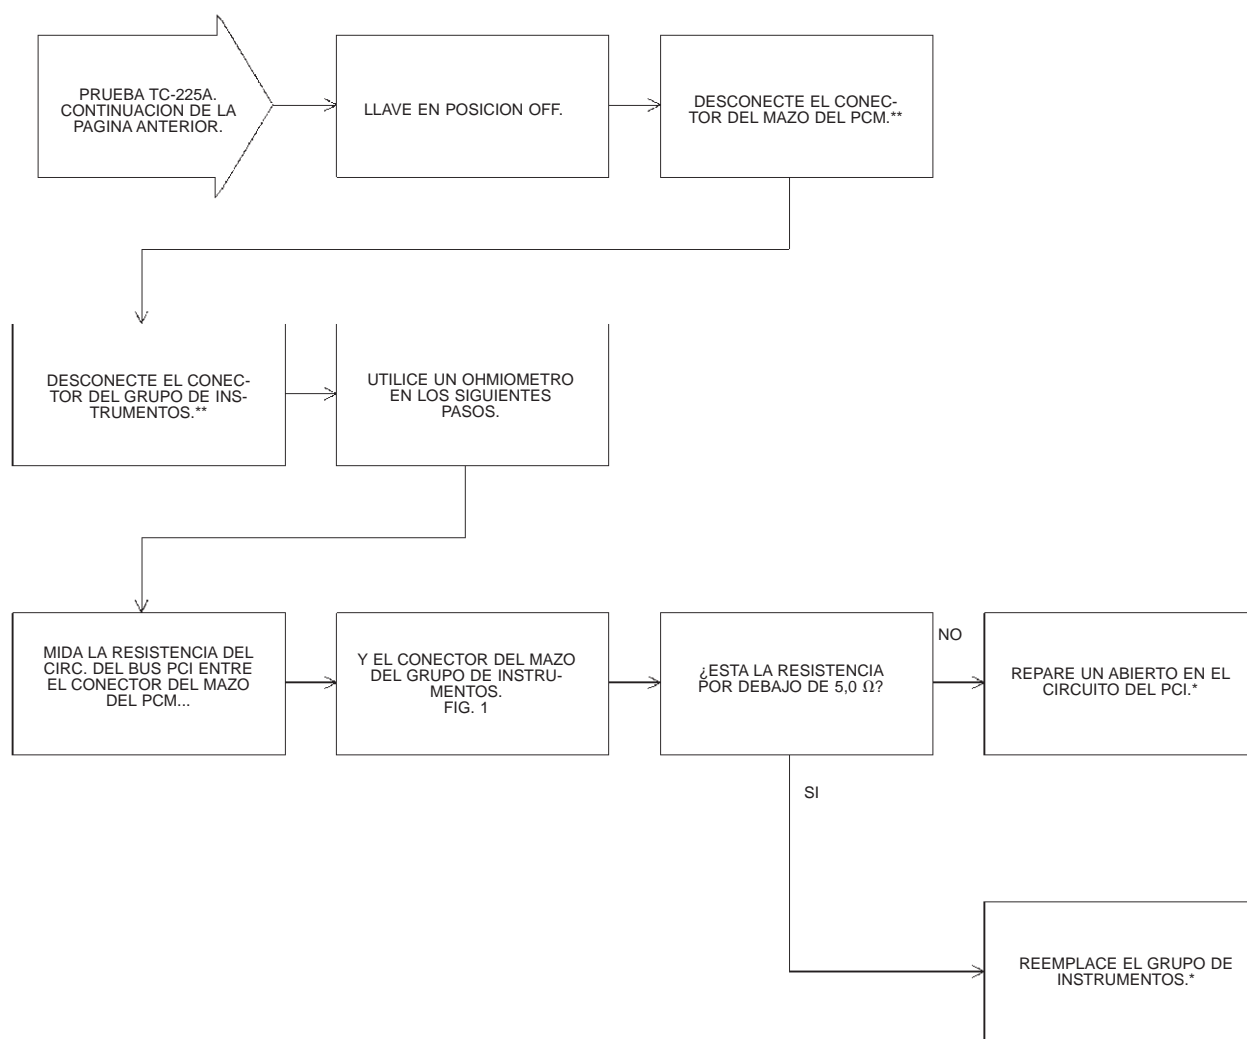 PRUEBA TC-225A.
CONTINUACION DE LA
PAGINA ANTERIOR.
LLAVE EN POSICION OFF.
DESCONECTE EL CONEC-
TOR DEL MAZO DEL PCM.**
DESCONECTE EL CONEC-
TOR DEL GRUPO DE INS-
TRUMENTOS.**
UTILICE UN OHMIOMETRO
EN LOS SIGUIENTES
PASOS.
MIDA LA RESISTENCIA DEL
CIRC. DEL BUS PCI ENTRE
EL CONECTOR DEL MAZO
DEL PCM...
Y EL CONECTOR DEL MAZO
DEL GRUPO DE INSTRU-
MENTOS.
FIG. 1
¿ESTA LA RESISTENCIA
POR DEBAJO DE 5,0 Ω?
NO
REPARE UN ABIERTO EN EL
CIRCUITO DEL PCI.*
SI
REEMPLACE EL GRUPO DE
INSTRUMENTOS.*